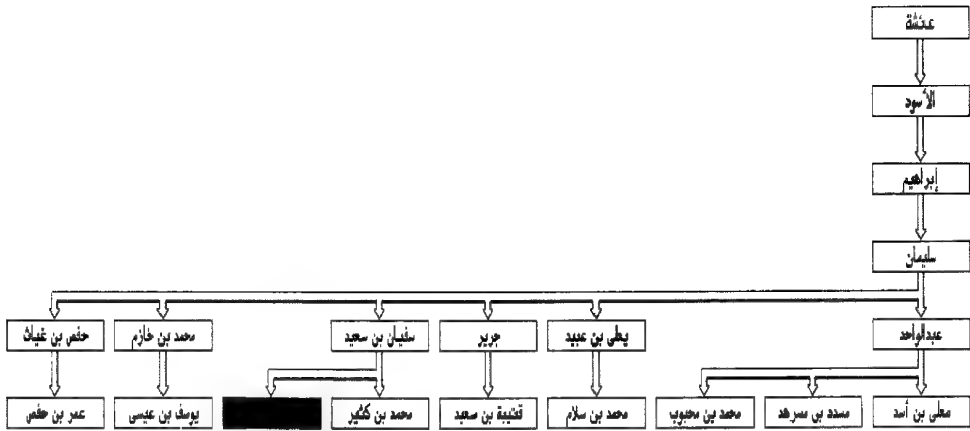 عائشة
الأسود
إبراهيم
سليمان
عبدالواحد
يعلى بن عبيد
جرير
سفيان بن سعيد
محمد بن خازم
حفص بن غياث
معلى بن أسد
مسدد بن مسرهد
محمد بن محبوب
محمد بن سلام
قتيبة بن سعيد
محمد بن كثير
يوسف بن عيسى
عمر بن حفص